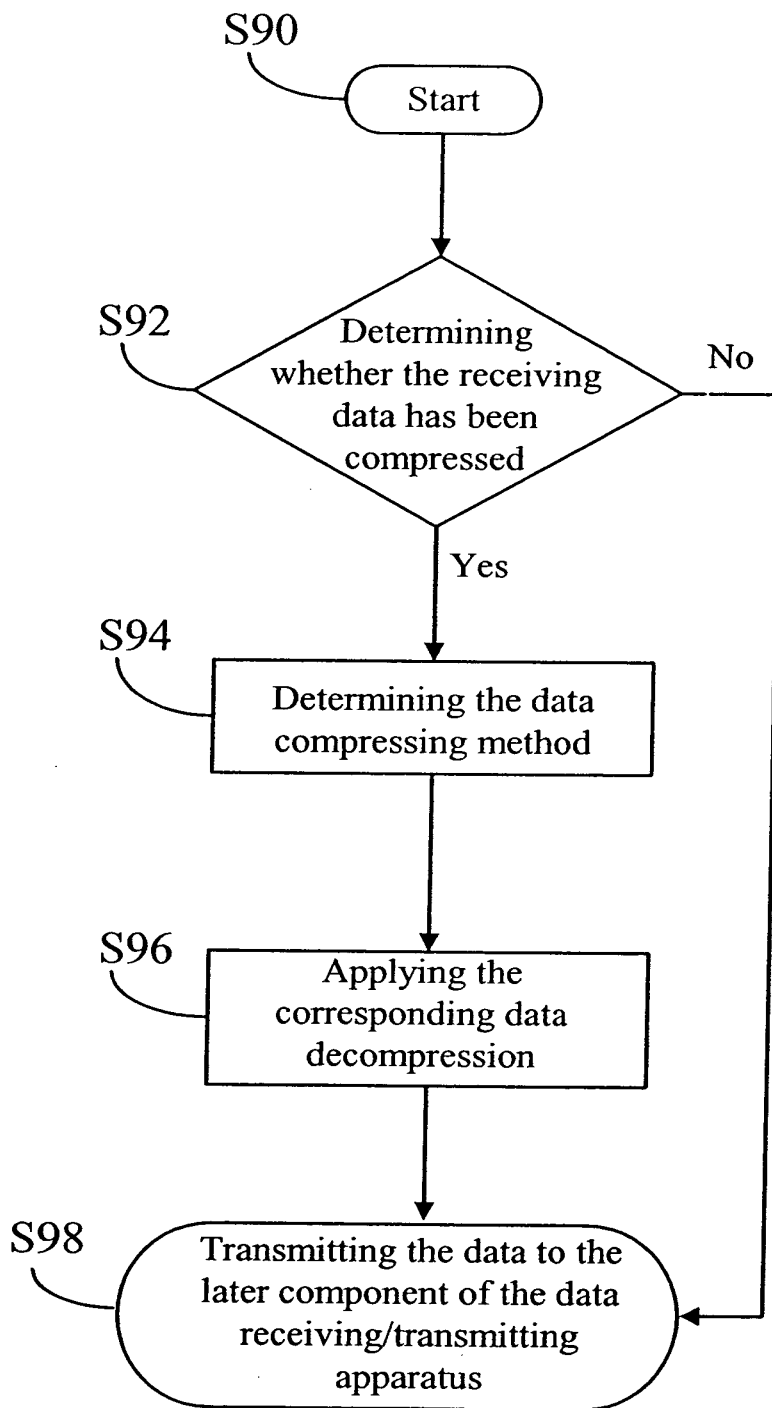 S90
Start
S92
Determining
whether the receiving
data has been
compressed
No
Yes
S94
Determining the data
compressing method
S96
Applying the
corresponding data
decompression
S98
Transmitting the data to the
later component of the data
receiving/transmitting
apparatus